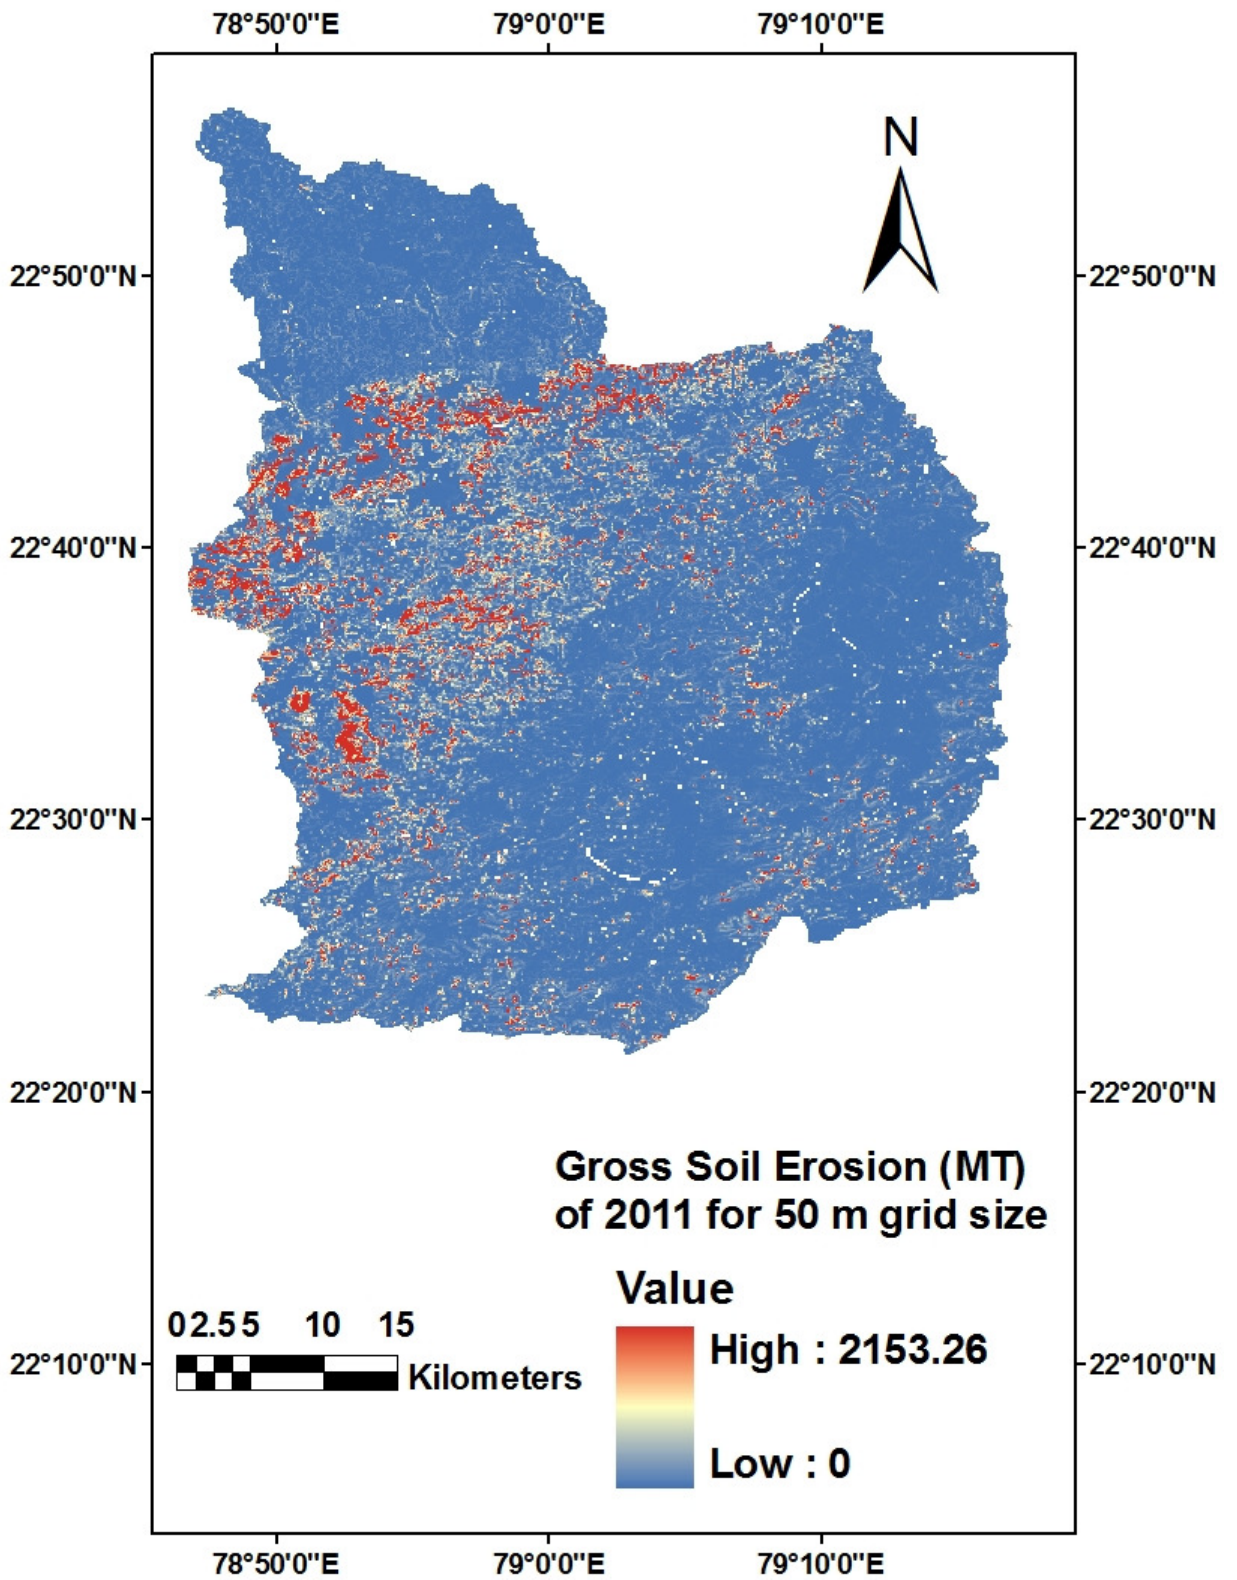 78°50'0"E 79°0'0"E 79°10'0"E
N
22°50'0"N 22°50'0"N
22°40'0"N 22°40'0"N
22°30'0"N 22°30'0"N
22°20'0"N 22°20'0"N
Gross Soil Erosion (MT)
of 2011 for 50 m grid size
Value
0 2.5 5 10 15
High : 2153.26
22°10'0"N 22°10'0"N
Kilometers
Low : 0
78°50'0"E 79°0'0"E 79°10'0"E